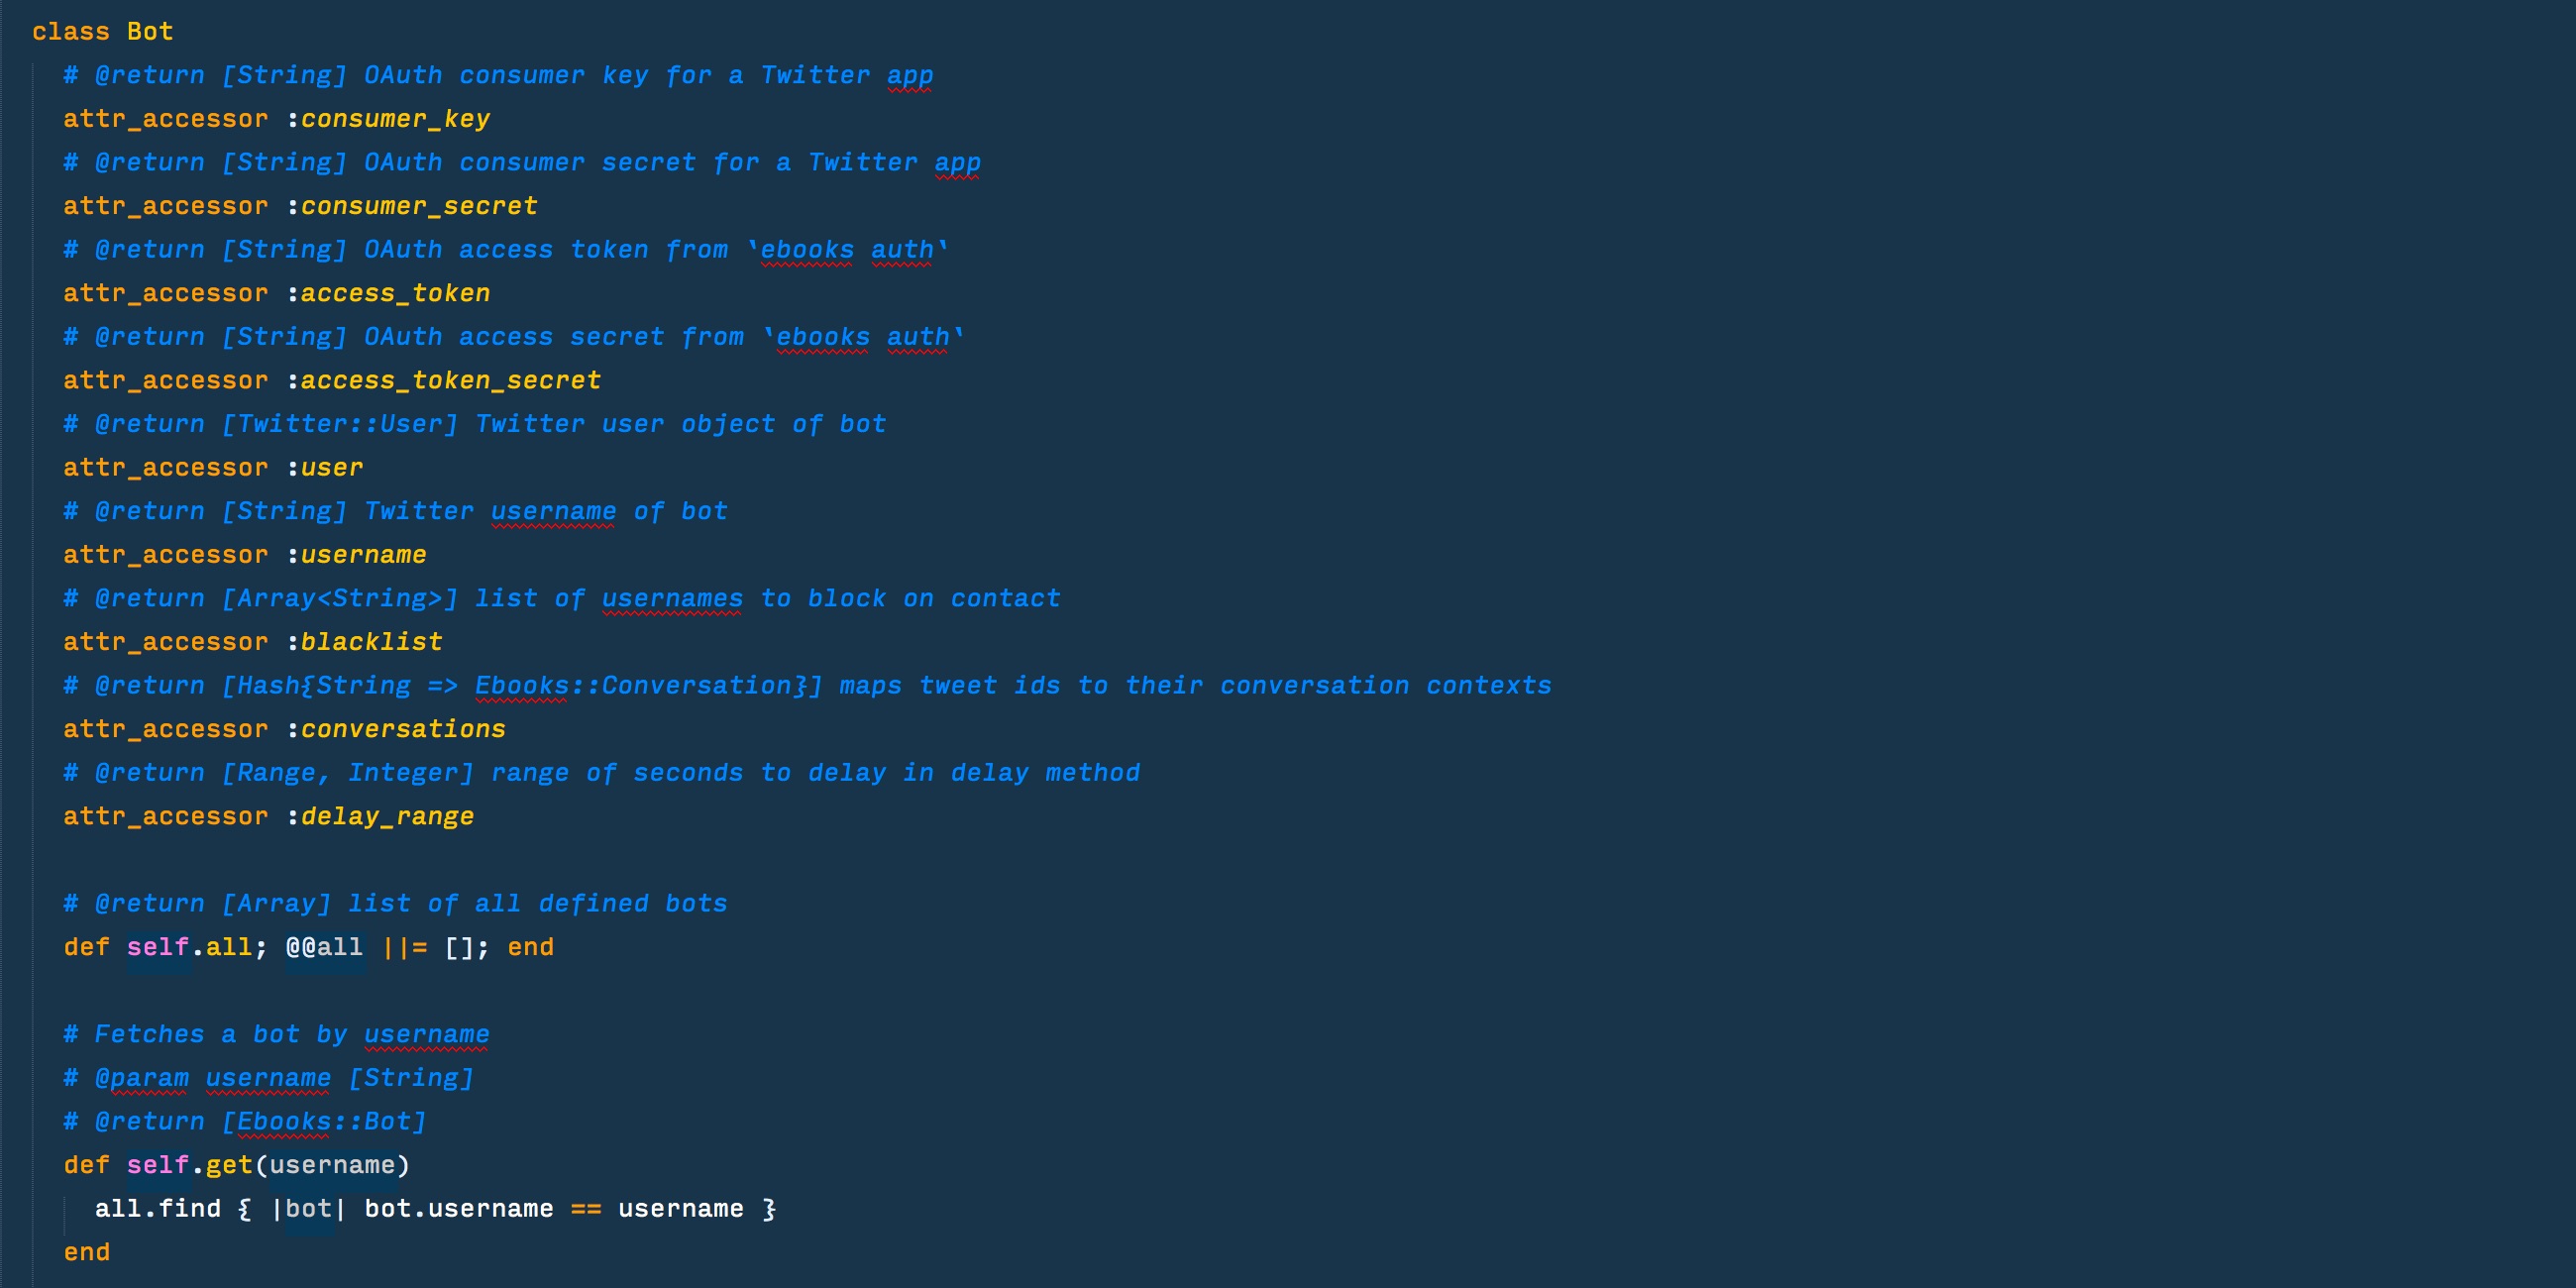 class Bot
  # @return [String] OAuth consumer key for a Twitter app
  attr_accessor :consumer_key
  # @return [String] OAuth consumer secret for a Twitter app
  attr_accessor :consumer_secret
  # @return [String] OAuth access token from `ebooks auth`
  attr_accessor :access_token
  # @return [String] OAuth access secret from `ebooks auth`
  attr_accessor :access_token_secret
  # @return [Twitter::User] Twitter user object of bot
  attr_accessor :user
  # @return [String] Twitter username of bot
  attr_accessor :username
  # @return [Array<String>] list of usernames to block on contact
  attr_accessor :blacklist
  # @return [Hash{String => Ebooks::Conversation}] maps tweet ids to their conversation contexts
  attr_accessor :conversations
  # @return [Range, Integer] range of seconds to delay in delay method
  attr_accessor :delay_range

  # @return [Array] list of all defined bots
  def self.all; @@all ||= []; end

  # Fetches a bot by username
  # @param username [String]
  # @return [Ebooks::Bot]
  def self.get(username)
    all.find { |bot| bot.username == username }
  end